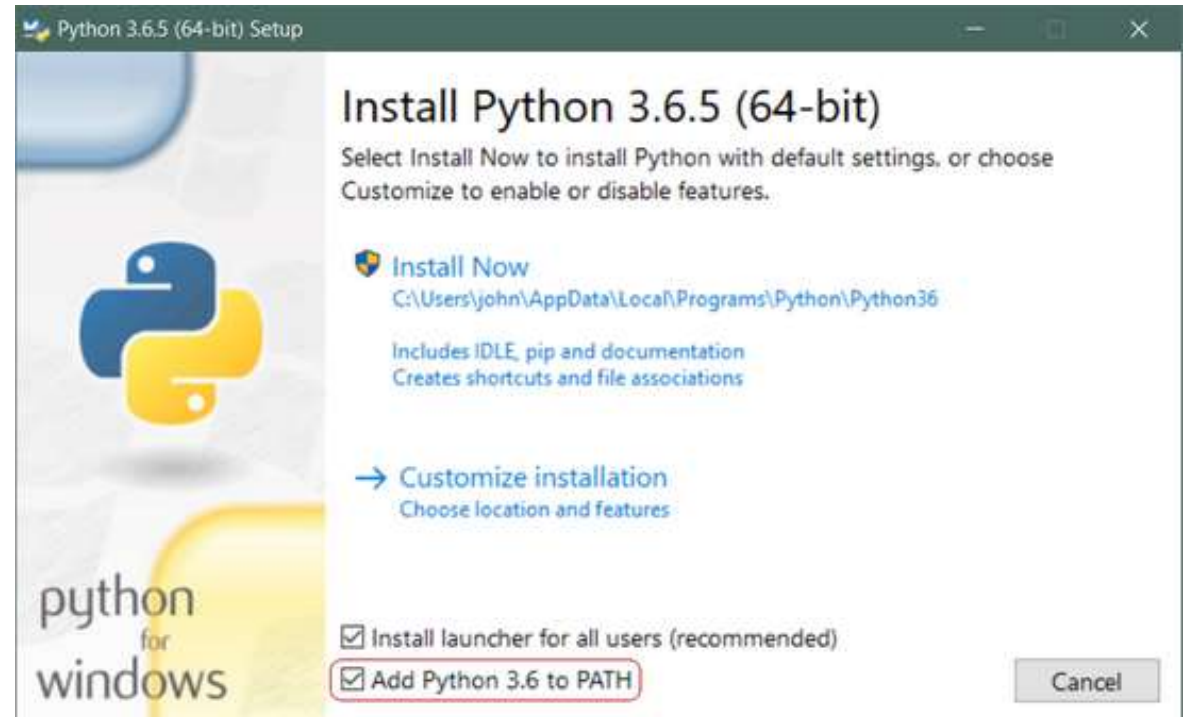 Python 3.6.5 (64-bit) Setup
Install Python 3.6.5 (64-bit)
Select Install Now to install Python with default settings, or choose
Customize to enable or disable features.
Install Now
C:\Users\john\AppData\Local\Programs\Python\Python36
Includes IDLE, pip and documentation
Creates shortcuts and file associations
Customize installation
Choose location and features
python
for
windows
Install launcher for all users (recommended)
Add Python 3.6 to PATH
Cancel